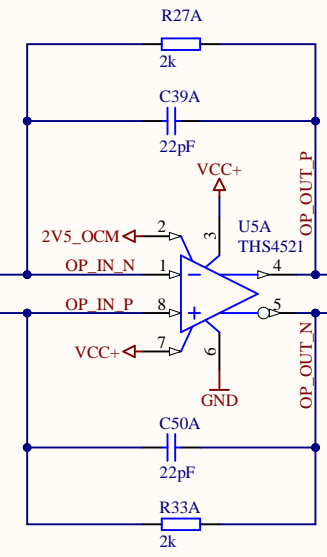 R27A
2k
C39A
22pF
VCC+
OP_OUT_P
2V5_OCM
2
3
U5A
THS4521
OP_IN_N
1
4
OP_IN_P
8
5
VCC+
7
6
OP_OUT_N
GND
C50A
22pF
R33A
2k